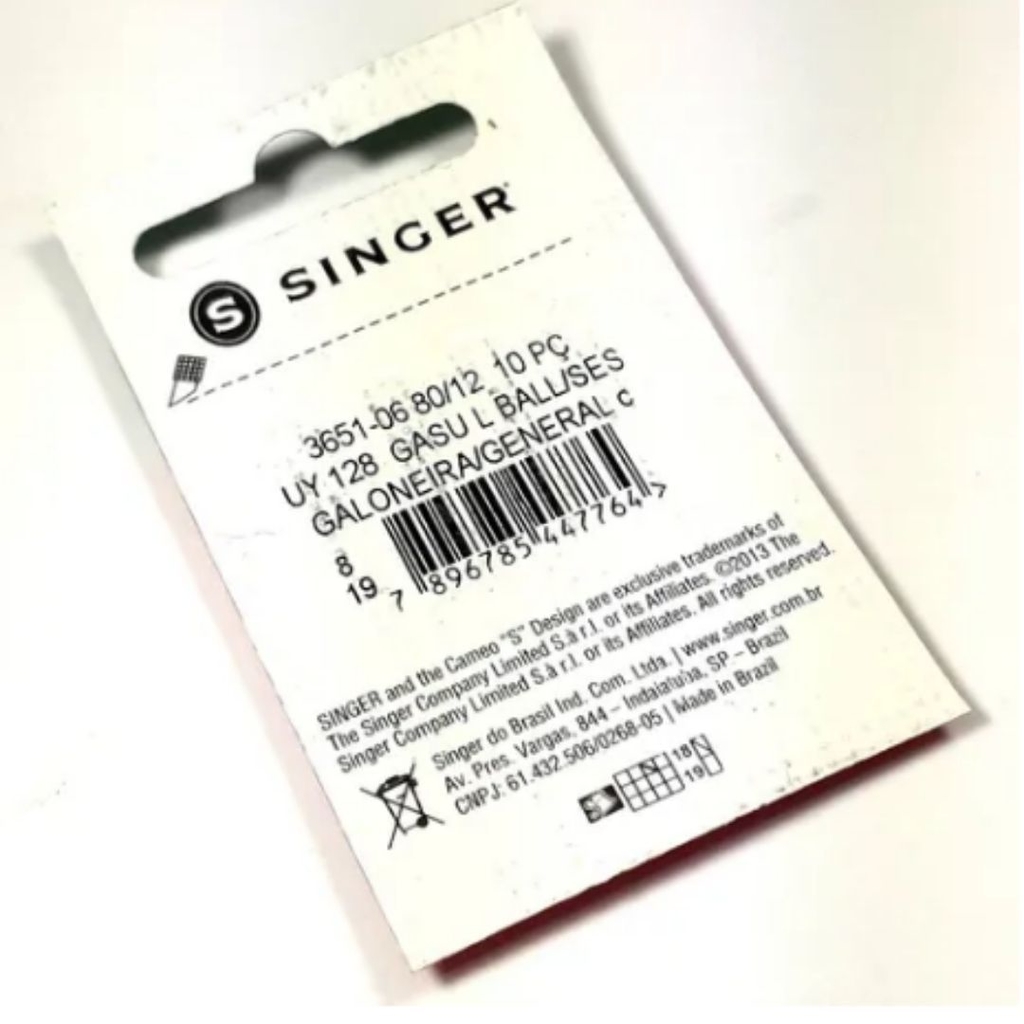 S SINGER
3651-06 80/12 10 PÇ
UY 128 GASU L BALL/SES
GALONEIRA/GENERAL c
8
19
7 896785 447764 >
SINGER and the Cameo "S" Design are exclusive trademarks of
The Singer Company Limited S.à r.l. or its Affiliates. ©2013 The
Singer Company Limited S.à r.l. or its Affiliates. All rights reserved.
Singer do Brasil Ind. Com. Ltda. | www.singer.com.br
Av. Pres. Vargas, 844 – Indaiatuba, SP – Brazil
CNPJ: 61.432.506/0268-05 | Made in Brazil
S N 18 N
19